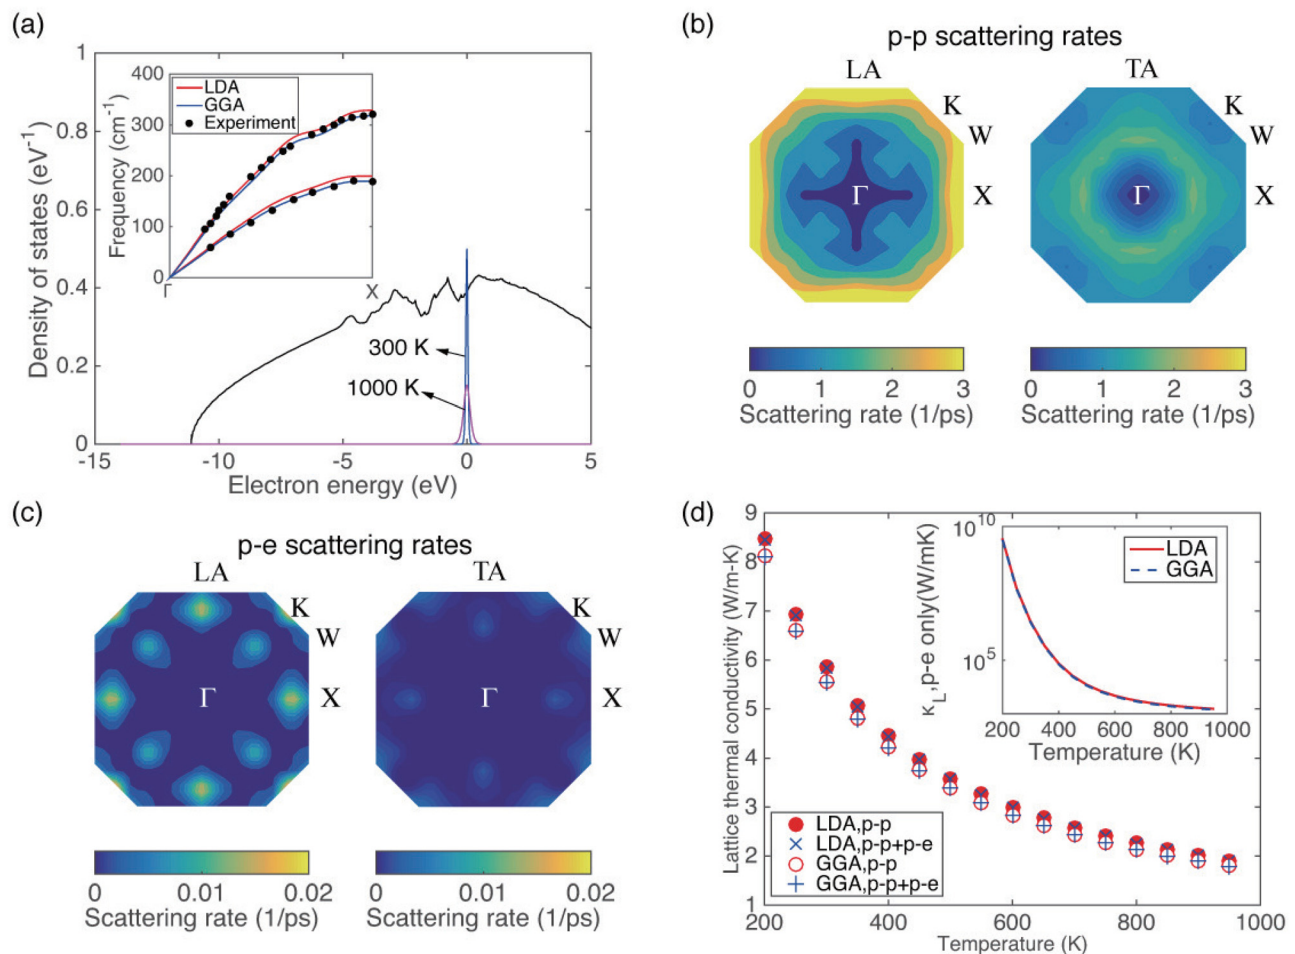 (a)
1
0.8
0.6
0.4
0.2
0
Density of states (eV-1)
-15
-10
-5
0
5
Electron energy (eV)
400
300
200
100
0
Frequency (cm-1)
LDA
GGA
Experiment
Γ
X
300 K
1000 K
(b)
p-p scattering rates
LA
TA
K
W
X
Γ
K
W
X
Γ
0 1 2 3
Scattering rate (1/ps)
0 1 2 3
Scattering rate (1/ps)
(c)
p-e scattering rates
LA
TA
K
W
X
Γ
K
W
X
Γ
0 0.01 0.02
Scattering rate (1/ps)
0 0.01 0.02
Scattering rate (1/ps)
(d)
9
8
7
6
5
4
3
2
1
Lattice thermal conductivity (W/m-K)
200 400 600 800 1000
Temperature (K)
LDA,p-p
LDA,p-p+p-e
GGA,p-p
GGA,p-p+p-e
10^10
10^5
κL,p-e only(W/mK)
LDA
GGA
200 400 600 800 1000
Temperature (K)